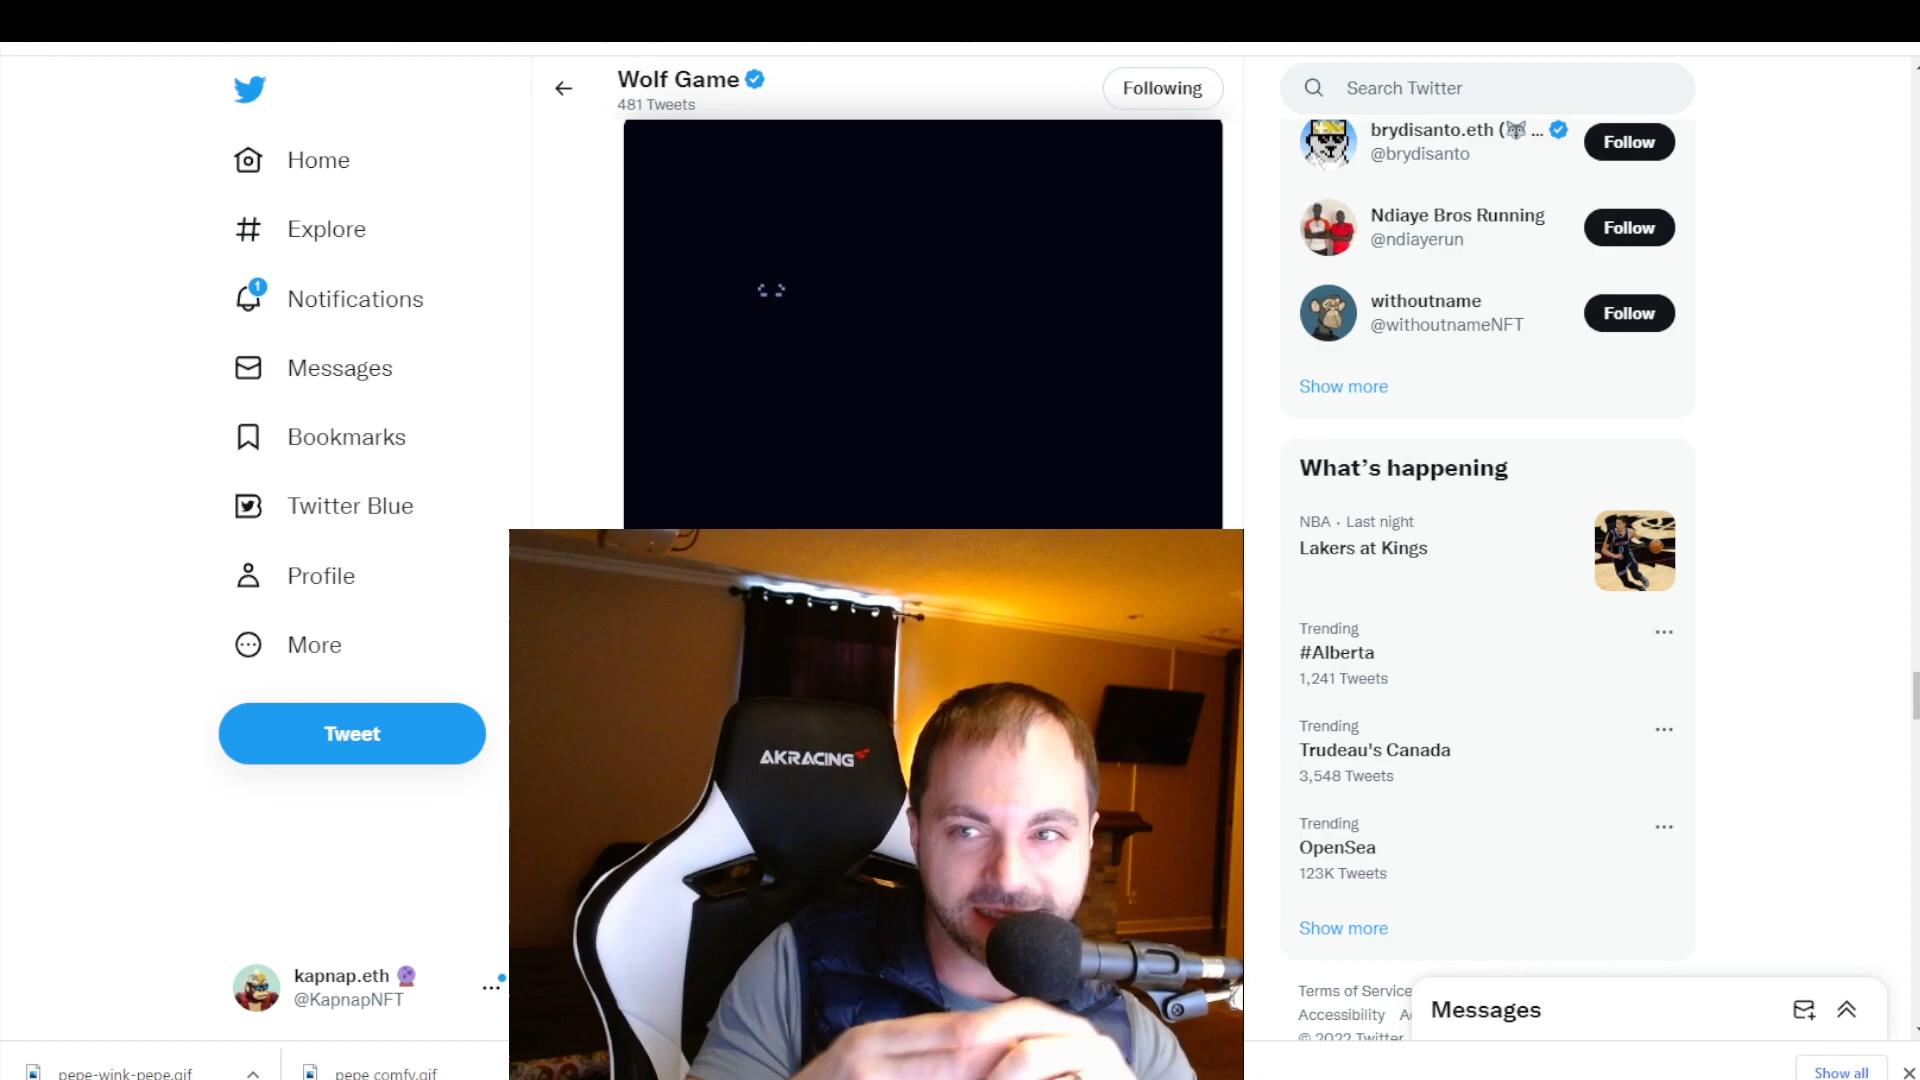 Wolf Game
481 Tweets
Following
Search Twitter
Home
Explore
1
Notifications
Messages
Bookmarks
Twitter Blue
Profile
More
Tweet
kapnap.eth
@KapnapNFT
...
brydisanto.eth ( ...
@brydisanto
Follow
Ndiaye Bros Running
@ndiayerun
Follow
withoutname
@withoutnameNFT
Follow
Show more
What's happening
NBA · Last night
Lakers at Kings
Trending
#Alberta
1,241 Tweets
Trending
Trudeau's Canada
3,548 Tweets
Trending
OpenSea
123K Tweets
Show more
Terms of Service
Accessibility
© 2022 Twitter
Messages
AKRACING
pepe-wink-pepe.gif
pepe comfy.gif
Show all